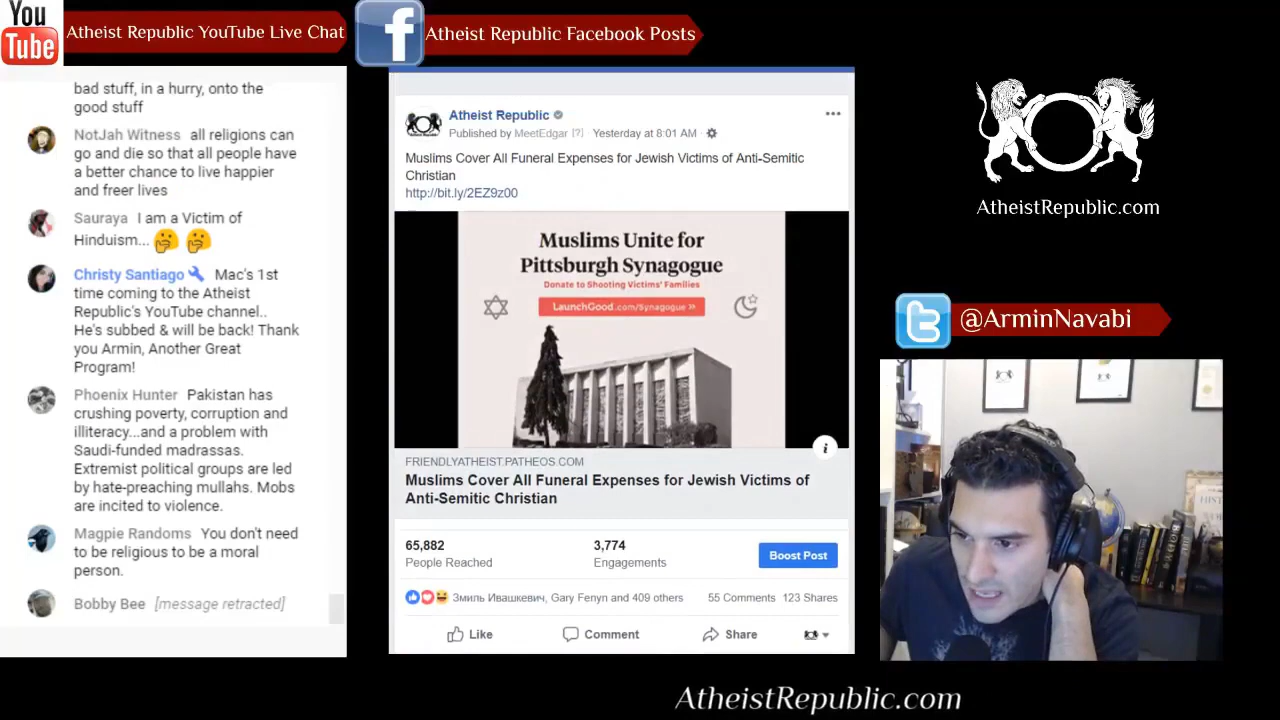 You
Tube
Atheist Republic YouTube Live Chat
f
Atheist Republic Facebook Posts
bad stuff, in a hurry, onto the
good stuff
NotJah Witness all religions can
go and die so that all people have
a better chance to live happier
and freer lives
Sauraya I am a Victim of
Hinduism...
Christy Santiago Mac's 1st
time coming to the Atheist
Republic's YouTube channel..
He's subbed & will be back! Thank
you Armin, Another Great
Program!
Phoenix Hunter Pakistan has
crushing poverty, corruption and
illiteracy...and a problem with
Saudi-funded madrassas.
Extremist political groups are led
by hate-preaching mullahs. Mobs
are incited to violence.
Magpie Randoms You don't need
to be religious to be a moral
person.
Bobby Bee [message retracted]
Atheist Republic
Published by MeetEdgar [?] Yesterday at 8:01 AM
Muslims Cover All Funeral Expenses for Jewish Victims of Anti-Semitic
Christian
http://bit.ly/2EZ9z00
Muslims Unite for
Pittsburgh Synagogue
Donate to Shooting Victims' Families
LaunchGood.com/Synagogue »
i
FRIENDLYATHEIST.PATHEOS.COM
Muslims Cover All Funeral Expenses for Jewish Victims of
Anti-Semitic Christian
65,882
People Reached
3,774
Engagements
Boost Post
Змиль Ивашкевич, Gary Fenyn and 409 others
55 Comments 123 Shares
Like Comment Share
AtheistRepublic.com
@ArminNavabi
AtheistRepublic.com